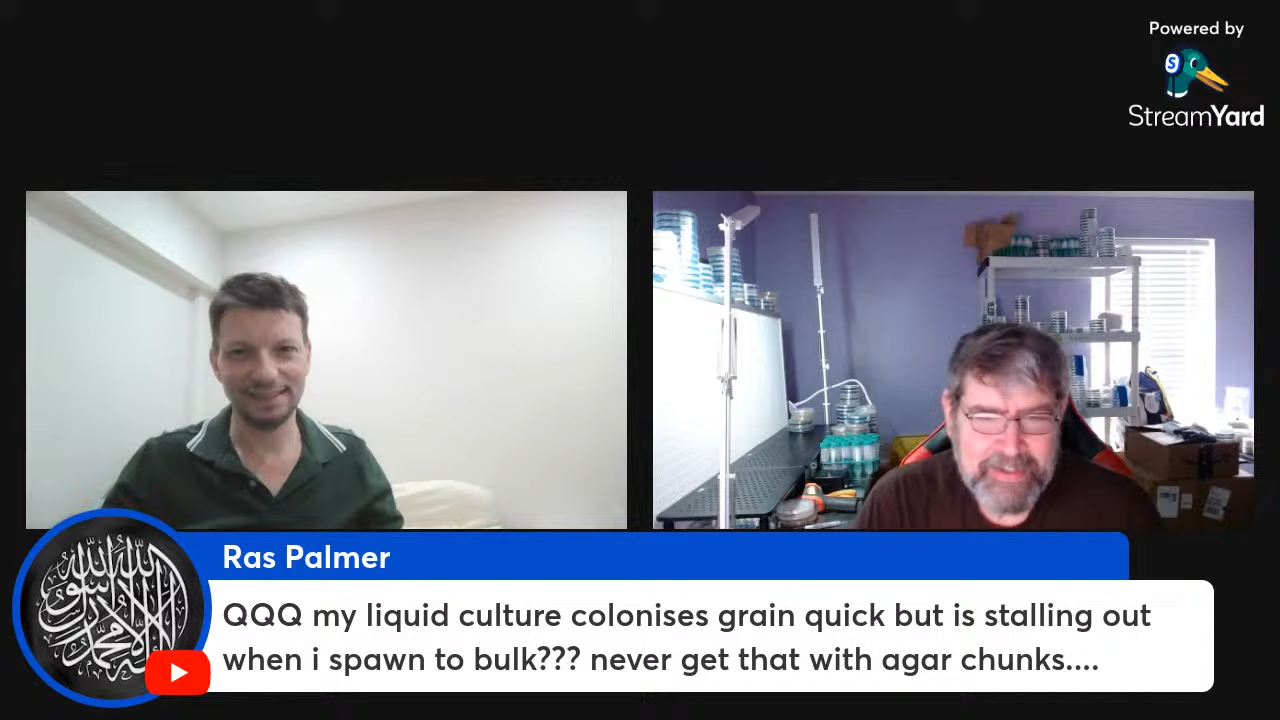 Powered by
StreamYard
Ras Palmer
QQQ my liquid culture colonises grain quick but is stalling out
when i spawn to bulk??? never get that with agar chunks....